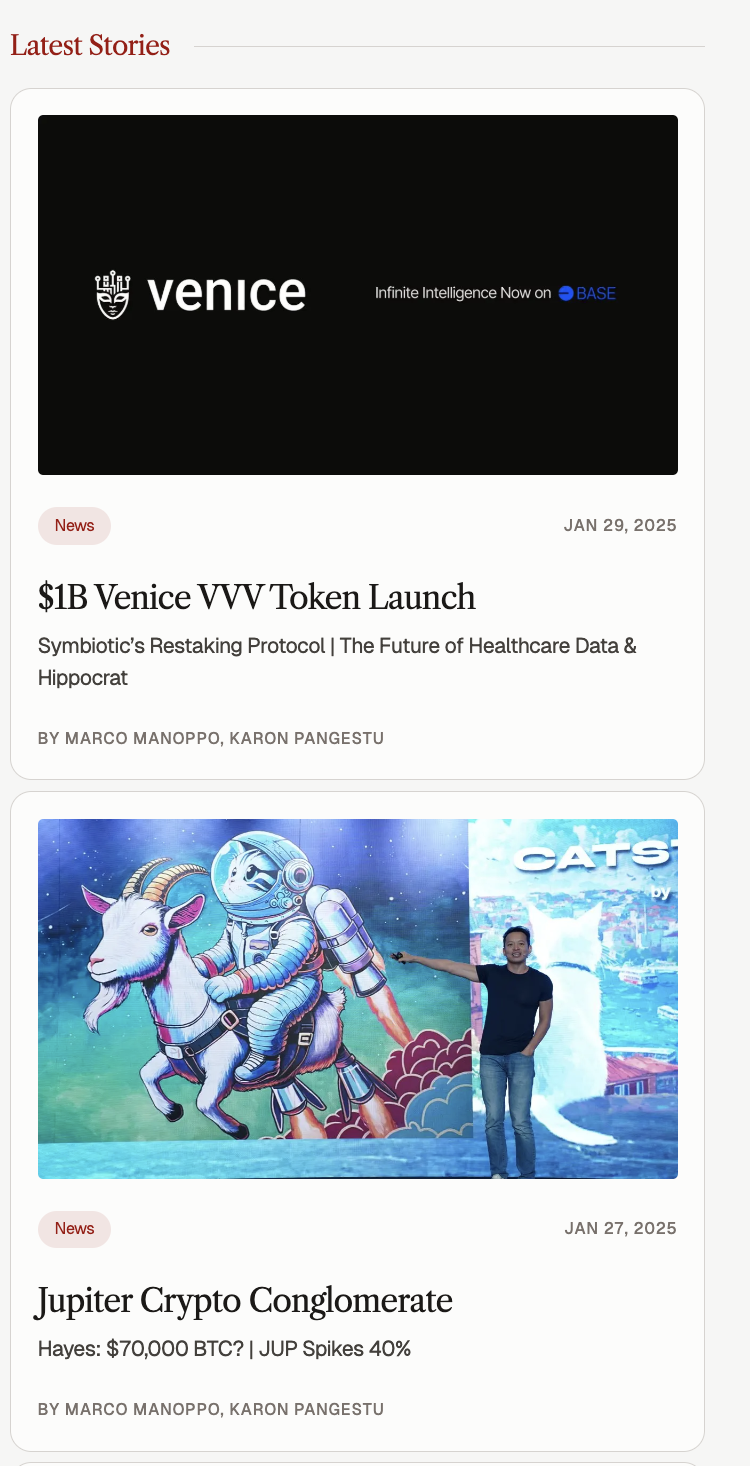 Latest Stories
venice
Infinite Intelligence Now on BASE
News
JAN 29, 2025
$1B Venice VVV Token Launch
Symbiotic’s Restaking Protocol | The Future of Healthcare Data &
Hippocrat
BY MARCO MANOPPO, KARON PANGESTU
CATST
by
News
JAN 27, 2025
Jupiter Crypto Conglomerate
Hayes: $70,000 BTC? | JUP Spikes 40%
BY MARCO MANOPPO, KARON PANGESTU